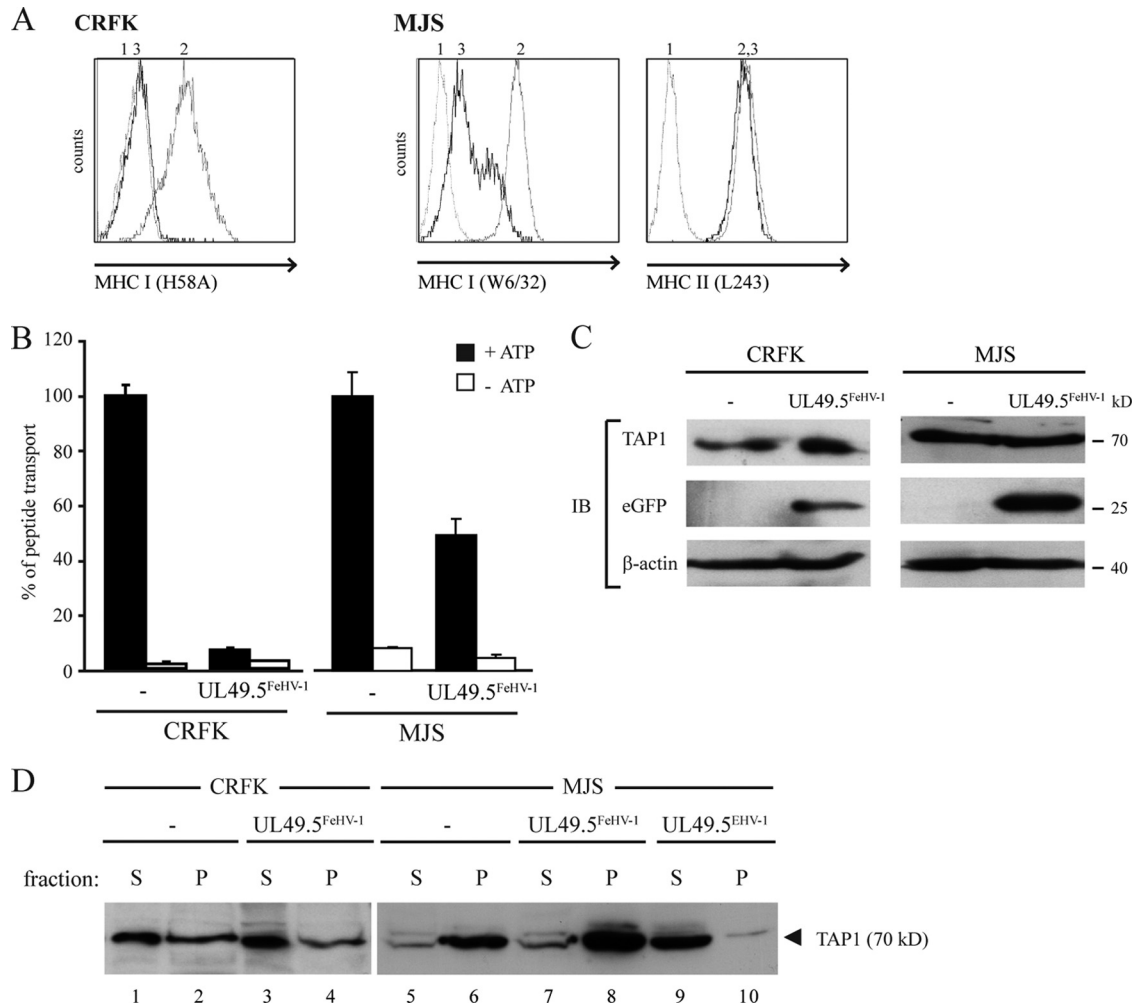 A
CRFK
MJS
1 3 2
1 3 2
1 2,3
counts
counts
MHC I (H58A)
MHC I (W6/32)
MHC II (L243)
B
120
100
80
60
40
20
0
% of peptide transport
+ ATP
- ATP
- UL49.5FeHV-1
- UL49.5FeHV-1
CRFK
MJS
C
CRFK
MJS
- UL49.5FeHV-1
- UL49.5FeHV-1 kD
IB
TAP1
70
eGFP
25
β-actin
40
D
CRFK
MJS
- UL49.5FeHV-1
- UL49.5FeHV-1 UL49.5EHV-1
fraction: S P S P S P S P S P
TAP1 (70 kD)
1 2 3 4 5 6 7 8 9 10